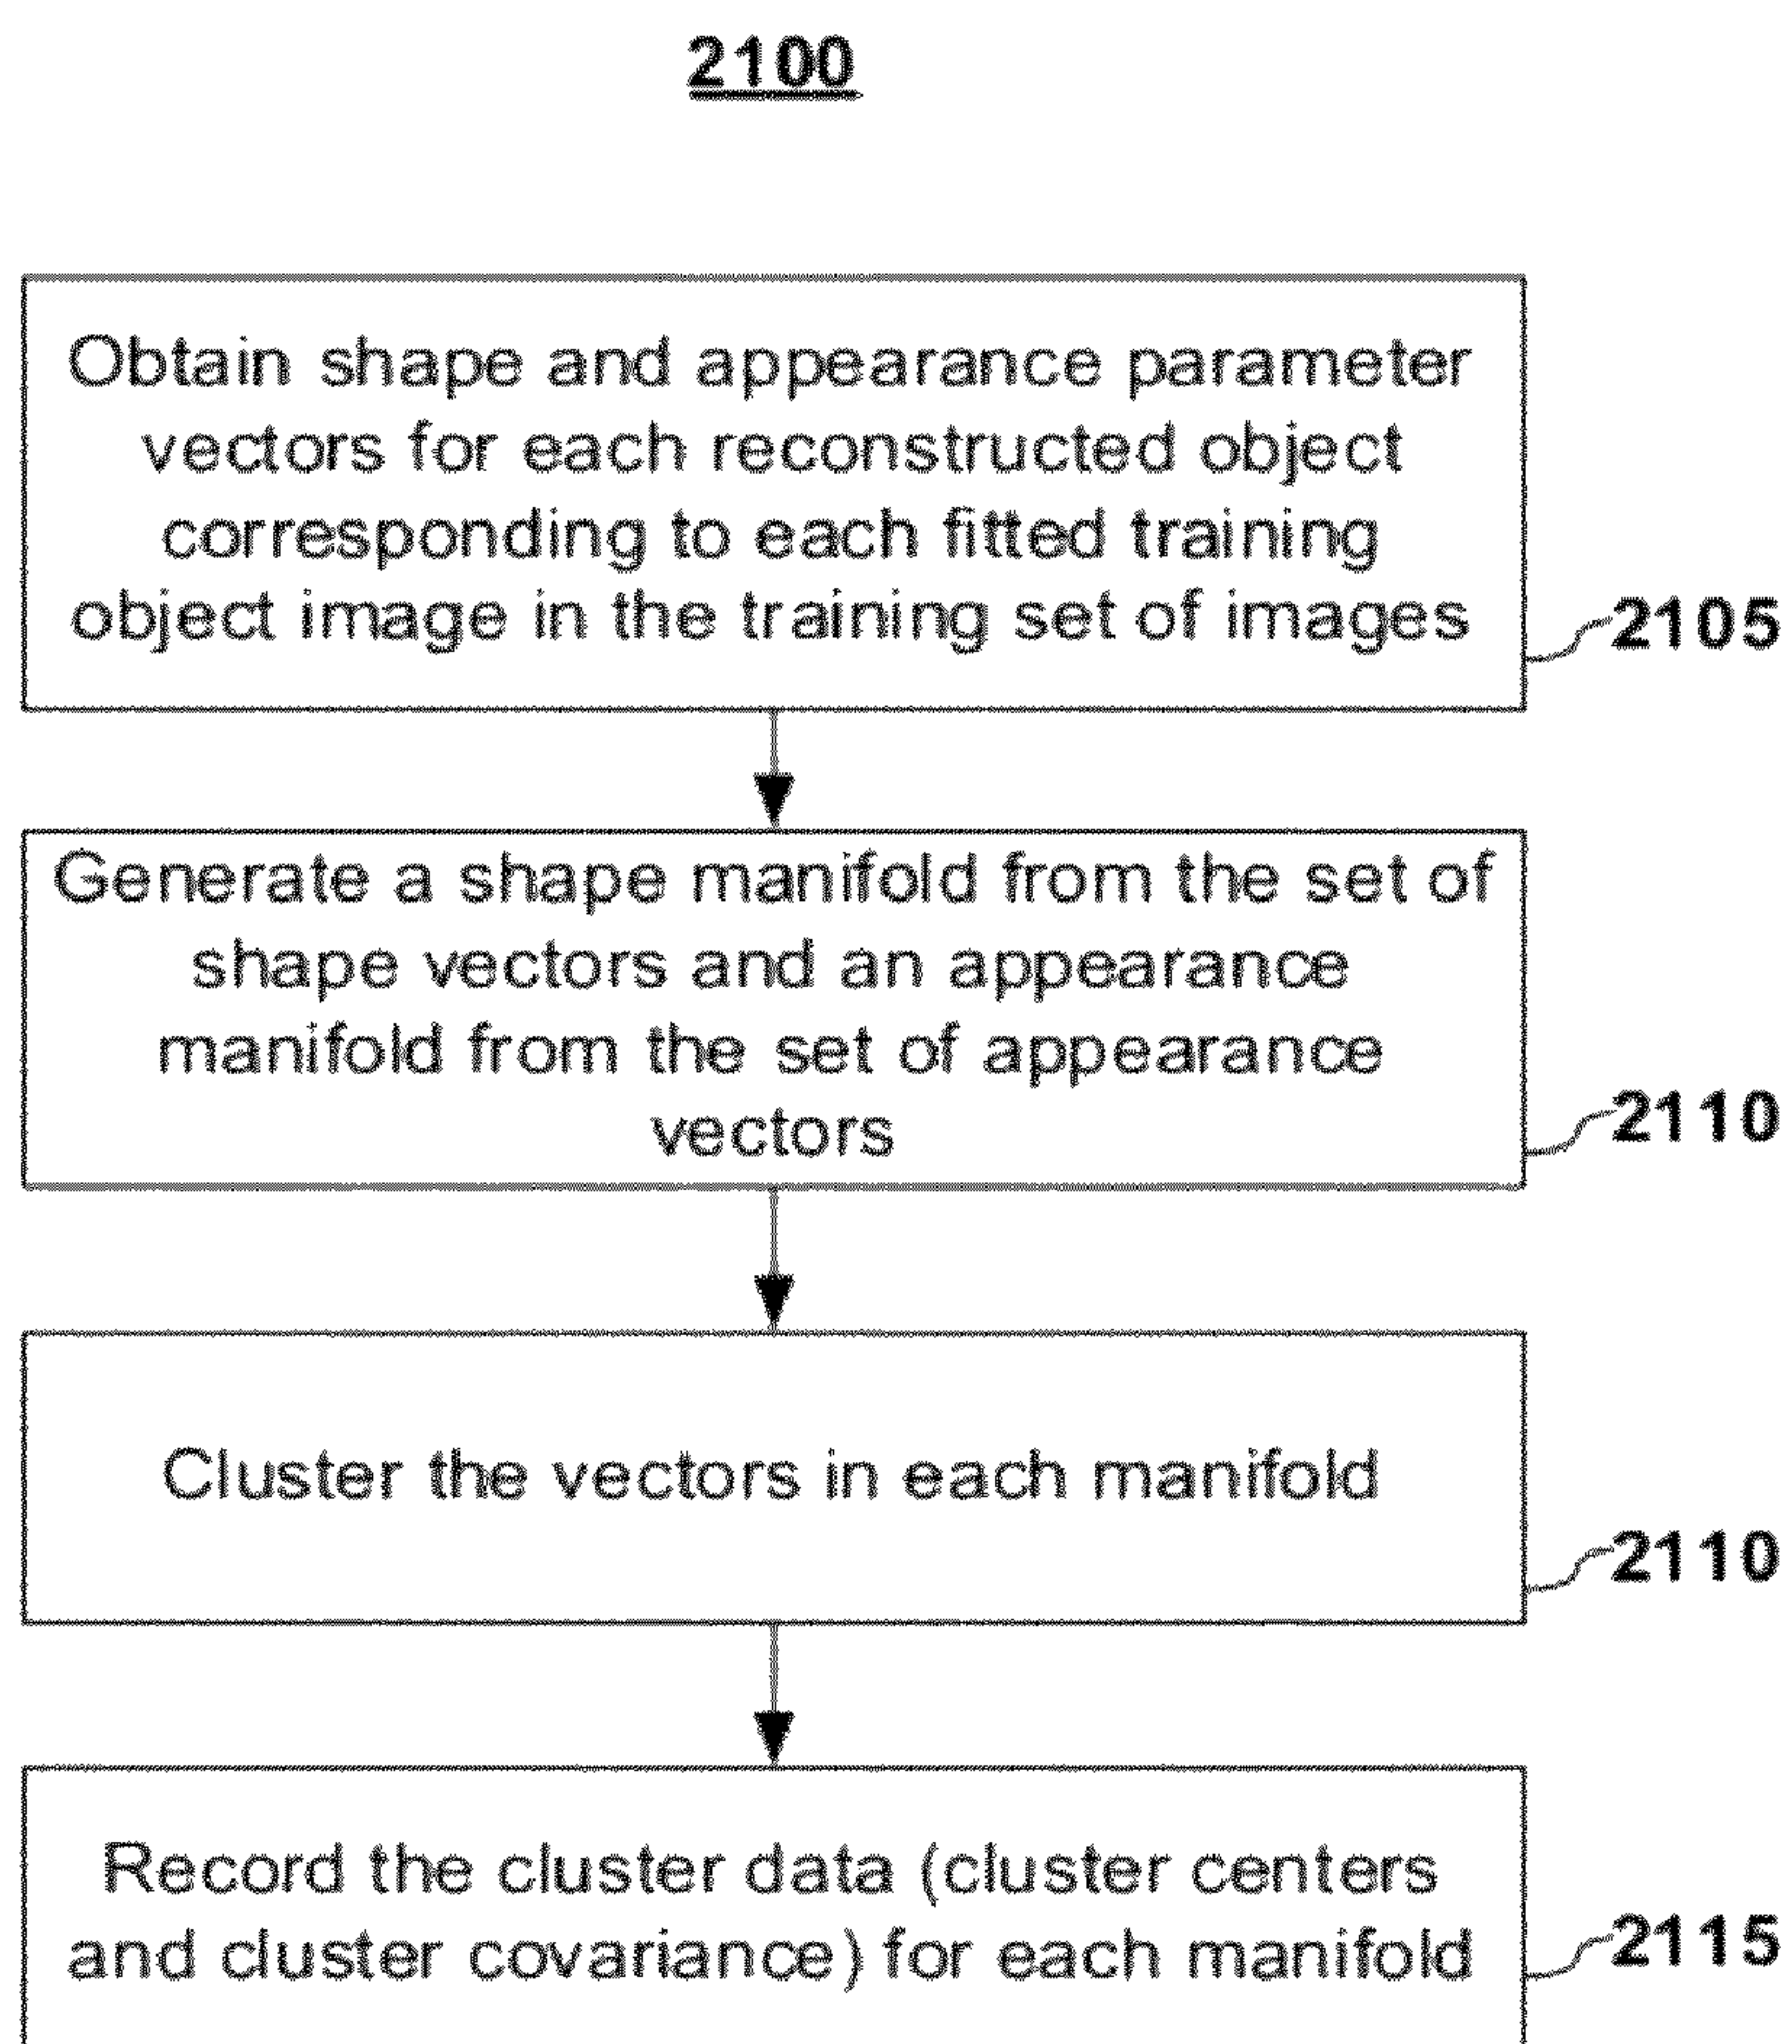 2100
Obtain shape and appearance parameter
vectors for each reconstructed object
corresponding to each fitted training
object image in the training set of images
2105
Generate a shape manifold from the set of
shape vectors and an appearance
manifold from the set of appearance
vectors
2110
Cluster the vectors in each manifold
2110
Record the cluster data (cluster centers
and cluster covariance) for each manifold
2115